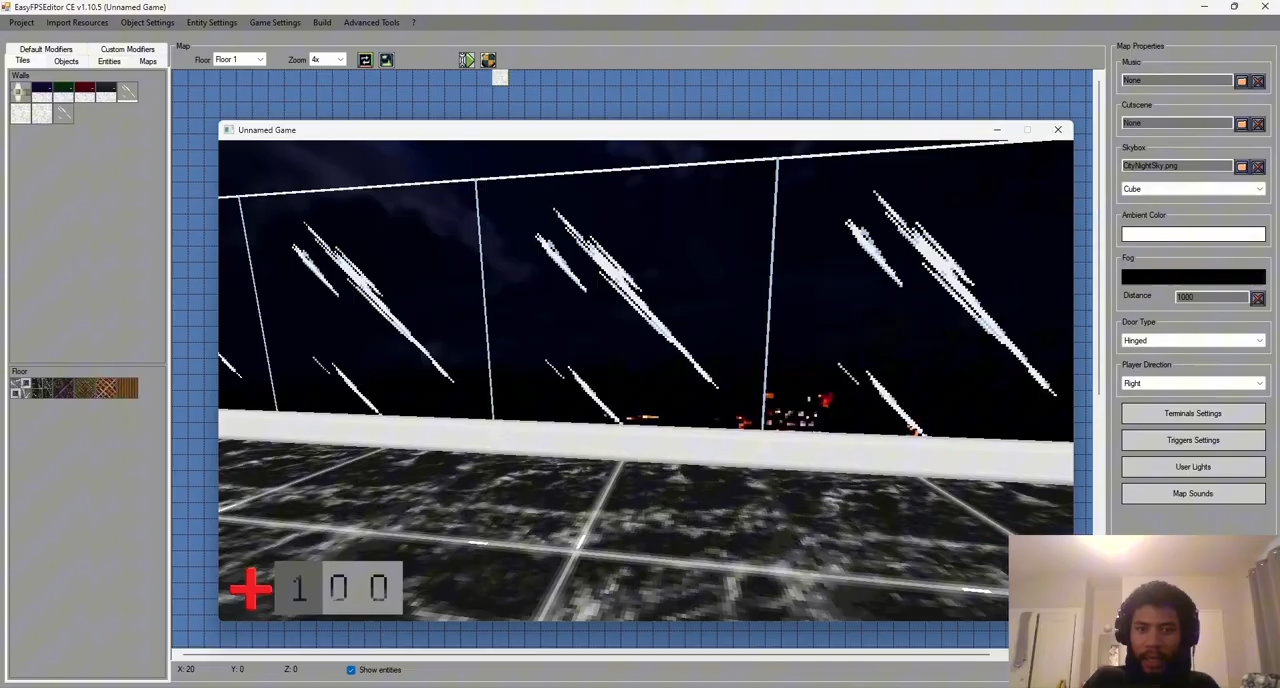 EasyFPSEditor CE v1.10.5 (Unnamed Game)
Project Import Resources Object Settings Entity Settings Game Settings Build Advanced Tools ?
Default Modifiers Custom Modifiers
Tiles Objects Entities Maps
Walls
Floor
Map
Floor Floor 1 Zoom 4x
Unnamed Game
1 0 0
X: 20 Y: 0 Z: 0 Show entities
Map Properties
Music
None
Cutscene
None
Skybox
CityNightSky.png
Cube
Ambient Color
Fog
Distance 1000
Door Type
Hinged
Player Direction
Right
Terminals Settings
Triggers Settings
User Lights
Map Sounds